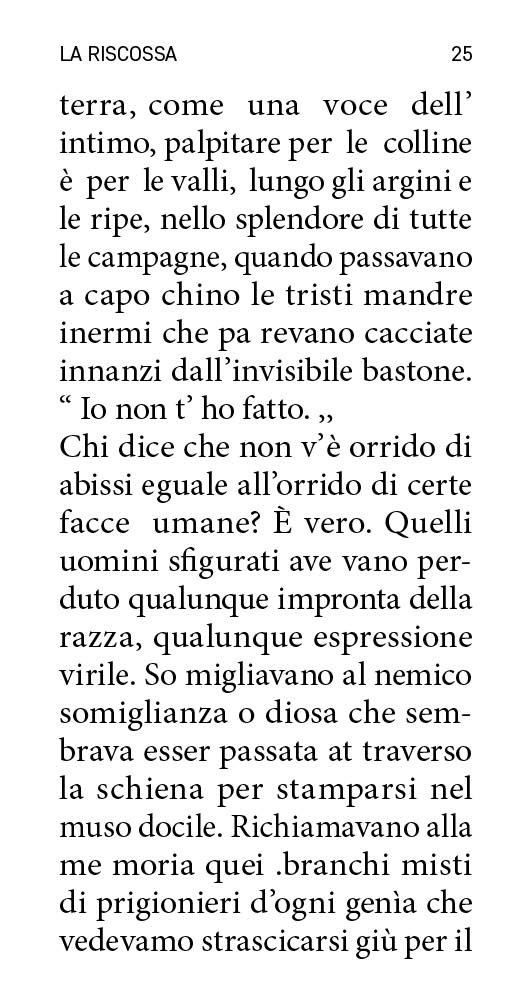 LA RISCOSSA 25
terra, come una voce dell’
intimo, palpitare per le colline
è per le valli, lungo gli argini e
le ripe, nello splendore di tutte
le campagne, quando passavano
a capo chino le tristi mandre
inermi che pa revano cacciate
innanzi dall’invisibile bastone.
“ Io non t’ ho fatto. ,,
Chi dice che non v’è orrido di
abissi eguale all’orrido di certe
facce umane? È vero. Quelli
uomini sfigurati ave vano per-
duto qualunque impronta della
razza, qualunque espressione
virile. So migliavano al nemico
somiglianza o diosa che sem-
brava esser passata at traverso
la schiena per stamparsi nel
muso docile. Richiamavano alla
me moria quei .branchi misti
di prigionieri d’ogni genìa che
vedevamo strascicarsi giù per il